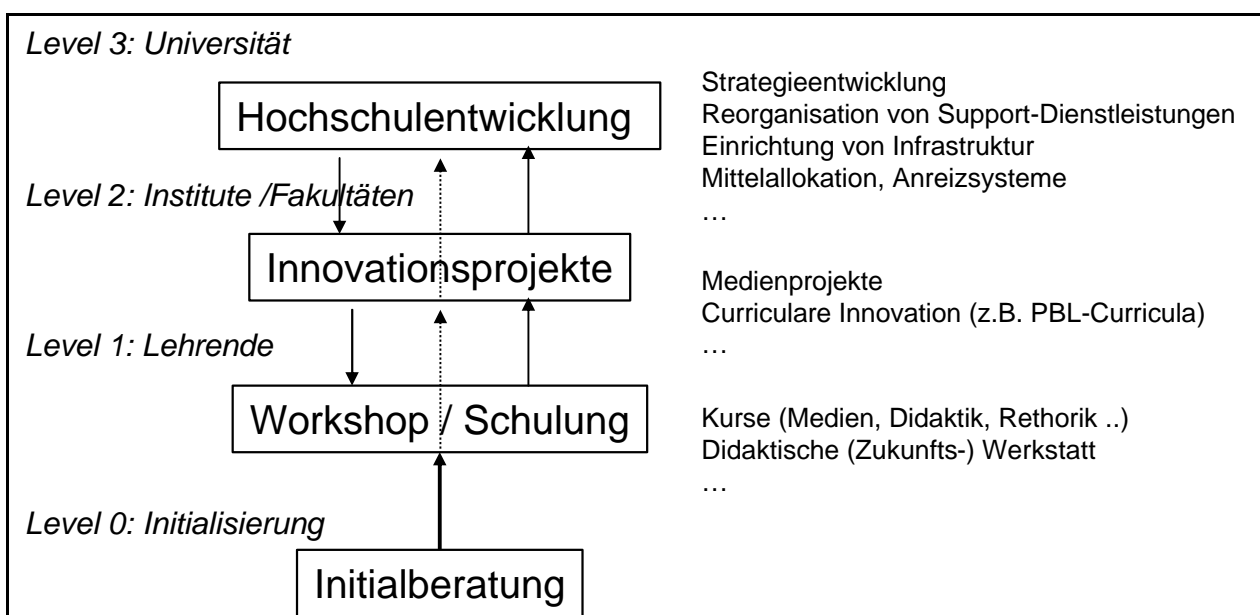 Level 3: Universität
Hochschulentwicklung
Strategieentwicklung
Reorganisation von Support-Dienstleistungen
Einrichtung von Infrastruktur
Mittelallokation, Anreizsysteme
…
Level 2: Institute /Fakultäten
Innovationsprojekte
Medienprojekte
Curriculare Innovation (z.B. PBL-Curricula)
…
Level 1: Lehrende
Workshop / Schulung
Kurse (Medien, Didaktik, Rethorik ..)
Didaktische (Zukunfts-) Werkstatt
…
Level 0: Initialisierung
Initialberatung